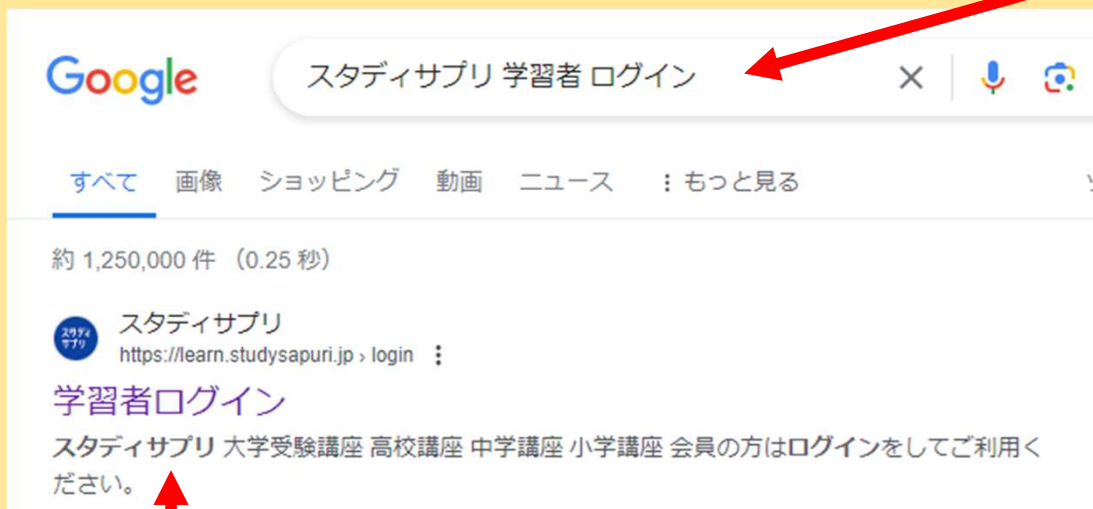 Google
スタディサプリ 学習者 ログイン
すべて 画像 ショッピング 動画 ニュース ⋮ もっと見る
約 1,250,000 件 （0.25 秒）
スタディサプリ
スタディ
サプリ
https://learn.studysapuri.jp › login
学習者ログイン
スタディサプリ 大学受験講座 高校講座 中学講座 小学講座 会員の方はログインをしてご利用く
ださい。